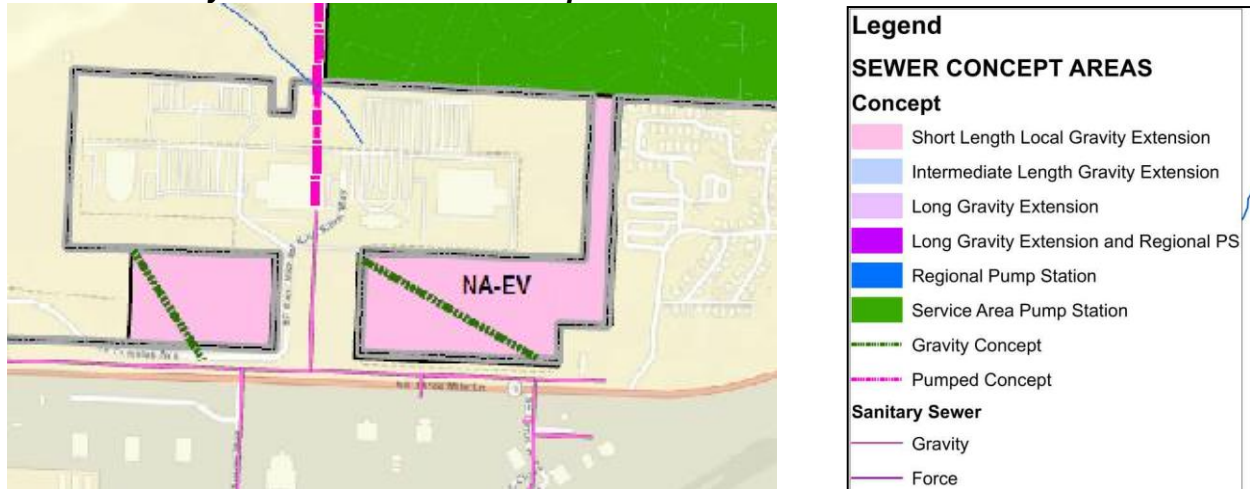 NA-EV
Legend
SEWER CONCEPT AREAS
Concept
Short Length Local Gravity Extension
Intermediate Length Gravity Extension
Long Gravity Extension
Long Gravity Extension and Regional PS
Regional Pump Station
Service Area Pump Station
Gravity Concept
Pumped Concept
Sanitary Sewer
Gravity
Force